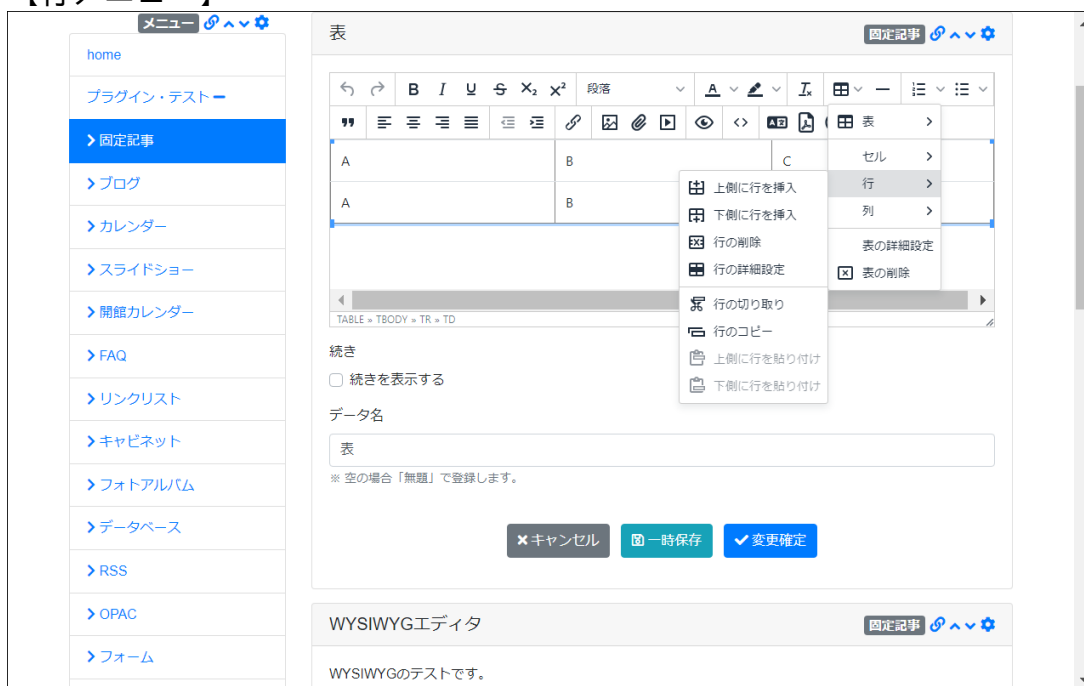 メニュー
home
プラグイン・テスト
固定記事
ブログ
カレンダー
スライドショー
開館カレンダー
FAQ
リンクリスト
キャビネット
フォトアルバム
データベース
RSS
OPAC
フォーム
表
固定記事
B I U S X₂ X² 段落 A
表
セル
行
列
表の詳細設定
表の削除
A B C
A B
上側に行を挿入
下側に行を挿入
行の削除
行の詳細設定
行の切り取り
行のコピー
上側に行を貼り付け
下側に行を貼り付け
TABLE » TBODY » TR » TD
続き
続きを表示する
データ名
表
※ 空の場合「無題」で登録します。
キャンセル 一時保存 変更確定
WYSIWYGエディタ
固定記事
WYSIWYGのテストです。